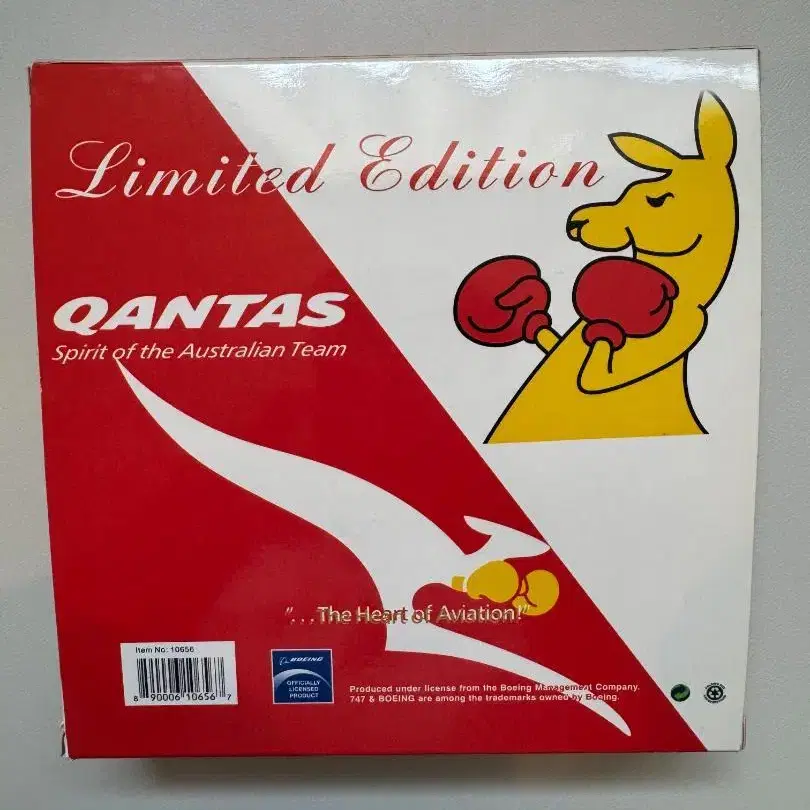 Limited Edition
QANTAS
Spirit of the Australian Team
"...The Heart of Aviation!"
Item No: 10656
8 90006 10656 7
BOEING
OFFICIALLY
LICENSED
PRODUCT
Produced under license from the Boeing Management Company.
747 & BOEING are among the trademarks owned by Boeing.